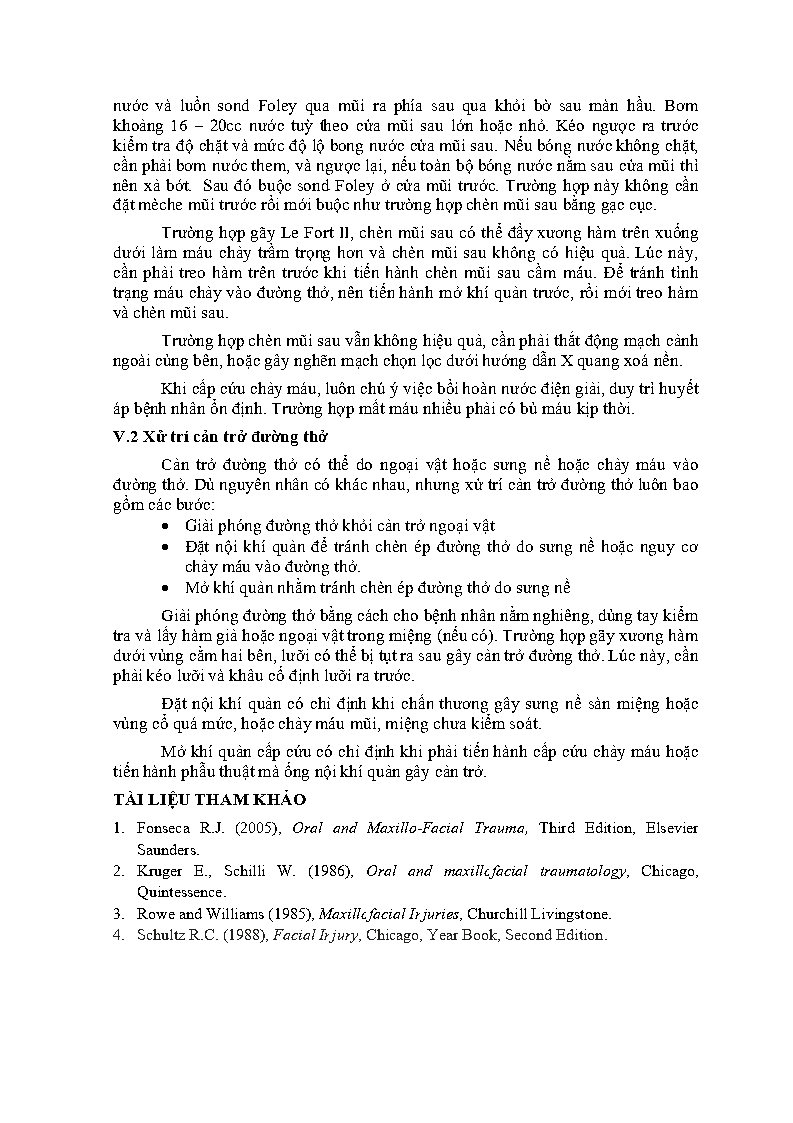 nước và luồn sond Foley qua mũi ra phía sau qua khỏi bờ sau màn hầu. Bơm
khoảng 16 – 20cc nước tuỳ theo cửa mũi sau lớn hoặc nhỏ. Kéo ngược ra trước
kiểm tra độ chặt và mức độ lộ bong nước cửa mũi sau. Nếu bóng nước không chặt,
cần phải bơm nước them, và ngược lại, nếu toàn bộ bóng nước nằm sau cửa mũi thì
nên xả bớt. Sau đó buộc sond Foley ở cửa mũi trước. Trường hợp này không cần
đặt mèche mũi trước rồi mới buộc như trường hợp chèn mũi sau bằng gạc cục.
Trường hợp gãy Le Fort II, chèn mũi sau có thể đẩy xương hàm trên xuống
dưới làm máu chảy trầm trọng hơn và chèn mũi sau không có hiệu quả. Lúc này,
cần phải treo hàm trên trước khi tiến hành chèn mũi sau cầm máu. Để tránh tình
trạng máu chảy vào đường thở, nên tiến hành mở khí quản trước, rồi mới treo hàm
và chèn mũi sau.
Trường hợp chèn mũi sau vẫn không hiệu quả, cần phải thắt động mạch cảnh
ngoài cùng bên, hoặc gây nghẽn mạch chọn lọc dưới hướng dẫn X quang xoá nền.
Khi cấp cứu chảy máu, luôn chú ý việc bồi hoàn nước điện giải, duy trì huyết
áp bệnh nhân ổn định. Trường hợp mất máu nhiều phải có bù máu kịp thời.
V.2 Xử trí cản trở đường thở
Cản trở đường thở có thể do ngoại vật hoặc sưng nề hoặc chảy máu vào
đường thở. Dù nguyên nhân có khác nhau, nhưng xử trí cản trở đường thở luôn bao
gồm các bước:
• Giải phóng đường thở khỏi cản trở ngoại vật
• Đặt nội khí quản để tránh chèn ép đường thở do sưng nề hoặc nguy cơ
chảy máu vào đường thở.
• Mở khí quản nhằm tránh chèn ép đường thở do sưng nề
Giải phóng đường thở bằng cách cho bệnh nhân nằm nghiêng, dùng tay kiểm
tra và lấy hàm giả hoặc ngoại vật trong miệng (nếu có). Trường hợp gãy xương hàm
dưới vùng cằm hai bên, lưỡi có thể bị tụt ra sau gây cản trở đường thở. Lúc này, cần
phải kéo lưỡi và khâu cố định lưỡi ra trước.
Đặt nội khí quản có chỉ định khi chấn thương gây sưng nề sàn miệng hoặc
vùng cổ quá mức, hoặc chảy máu mũi, miệng chưa kiểm soát.
Mở khí quản cấp cứu có chỉ định khi phải tiến hành cấp cứu chảy máu hoặc
tiến hành phẫu thuật mà ống nội khí quản gây cản trở.
TÀI LIỆU THAM KHẢO
1. Fonseca R.J. (2005), Oral and Maxillo-Facial Trauma, Third Edition, Elsevier
Saunders.
2. Kruger E., Schilli W. (1986), Oral and maxillofacial traumatology, Chicago,
Quintessence.
3. Rowe and Williams (1985), Maxillofacial Injuries, Churchill Livingstone.
4. Schultz R.C. (1988), Facial Injury, Chicago, Year Book, Second Edition.